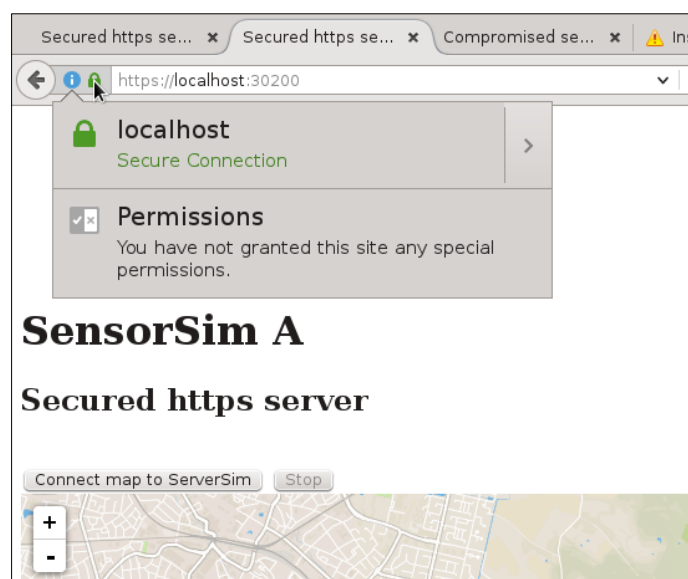 Secured https se... × Secured https se... × Compromised se... × In
https://localhost:30200
localhost
Secure Connection
Permissions
You have not granted this site any special
permissions.
SensorSim A
Secured https server
Connect map to ServerSim Stop
+
-